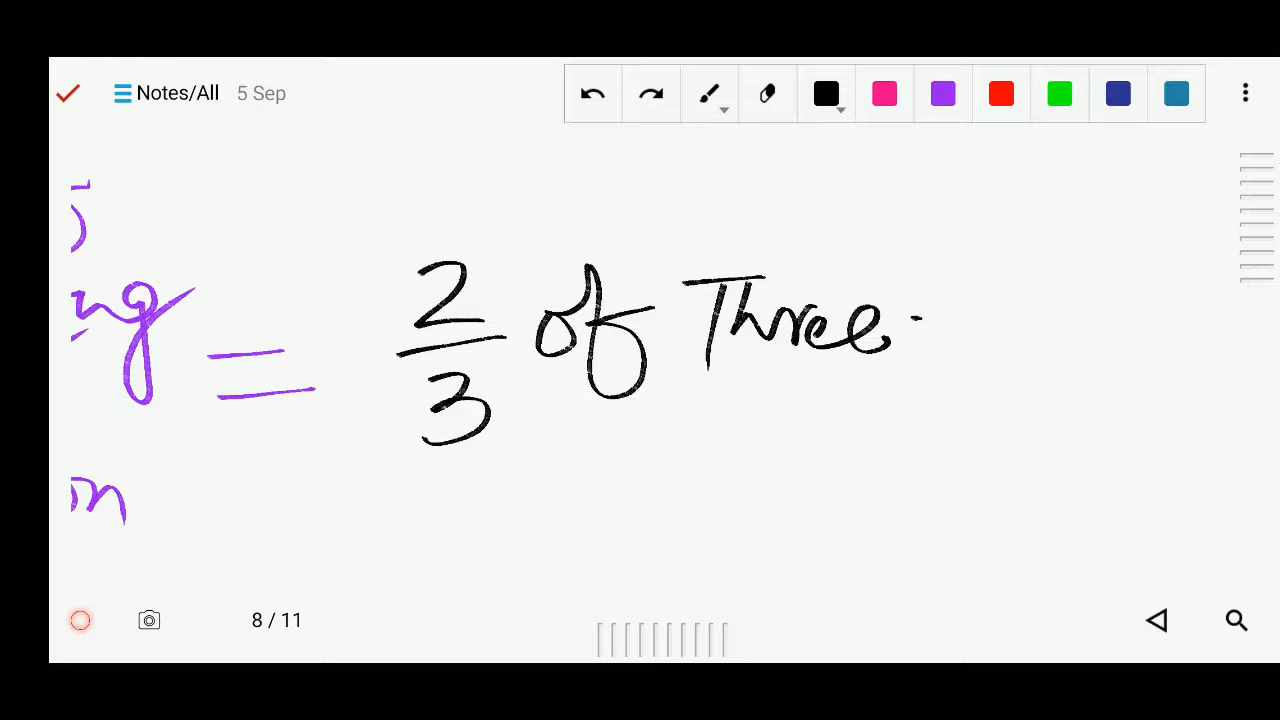 Notes/All 5 Sep
= 2/3 of Three
8 / 11